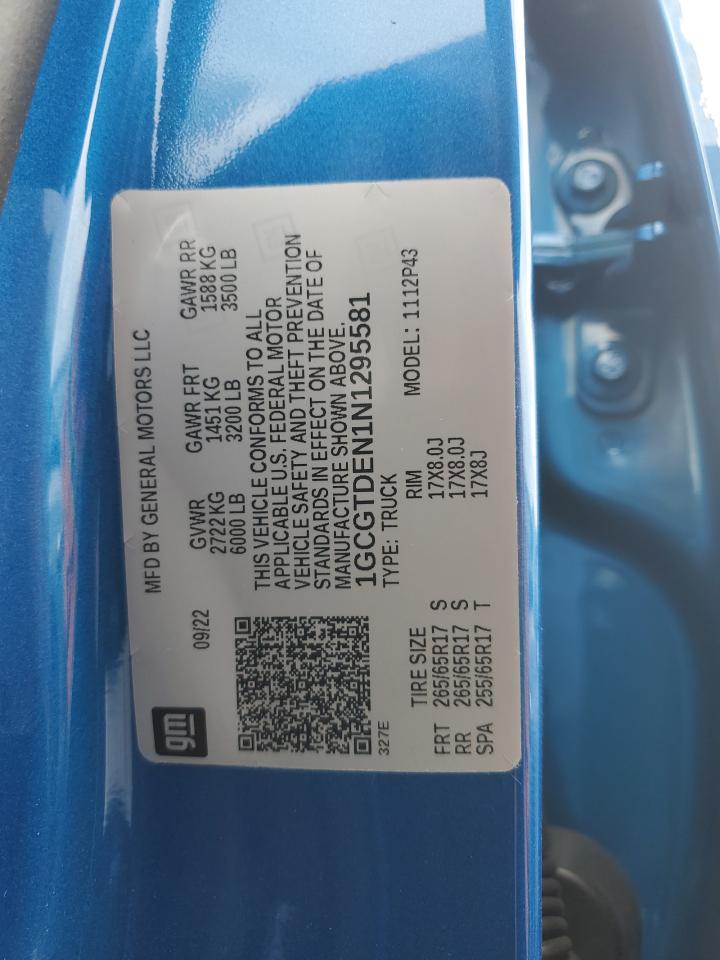 gm
09/22
MFD BY GENERAL MOTORS LLC
GVWR GAWR FRT GAWR RR
2722 KG 1451 KG 1588 KG
6000 LB 3200 LB 3500 LB
THIS VEHICLE CONFORMS TO ALL
APPLICABLE U.S. FEDERAL MOTOR
VEHICLE SAFETY AND THEFT PREVENTION
STANDARDS IN EFFECT ON THE DATE OF
MANUFACTURE SHOWN ABOVE.
1GCGTDEN1N1295581
327E
TYPE: TRUCK MODEL: 1112P43
TIRE SIZE RIM
FRT 265/65R17 S 17X8.0J
RR 265/65R17 S 17X8.0J
SPA 255/65R17 T 17X8J